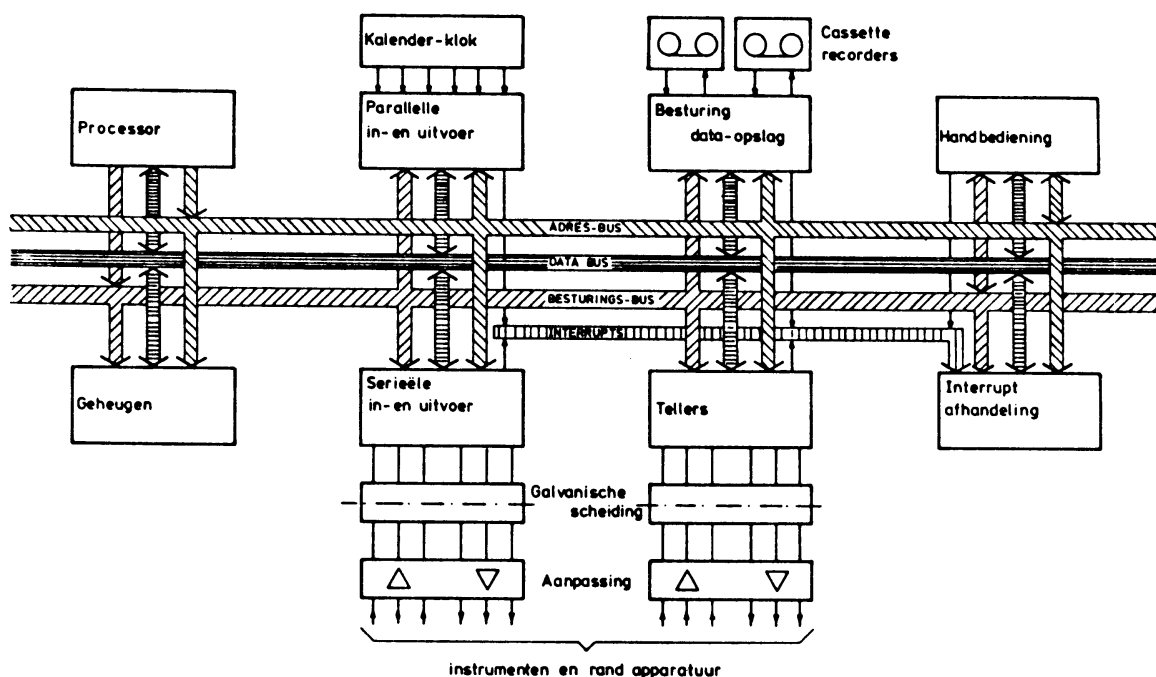 Kalender-klok
Cassette
recorders
Processor
Parallelle
in-en uitvoer
Besturing
data-opslag
Handbediening
ADRES-BUS
DATA BUS
BESTURINGS-BUS
INTERRUPTS
Geheugen
Serieële
in-en uitvoer
Tellers
Interrupt
afhandeling
Galvanische
scheiding
Aanpassing
instrumenten en rand apparatuur